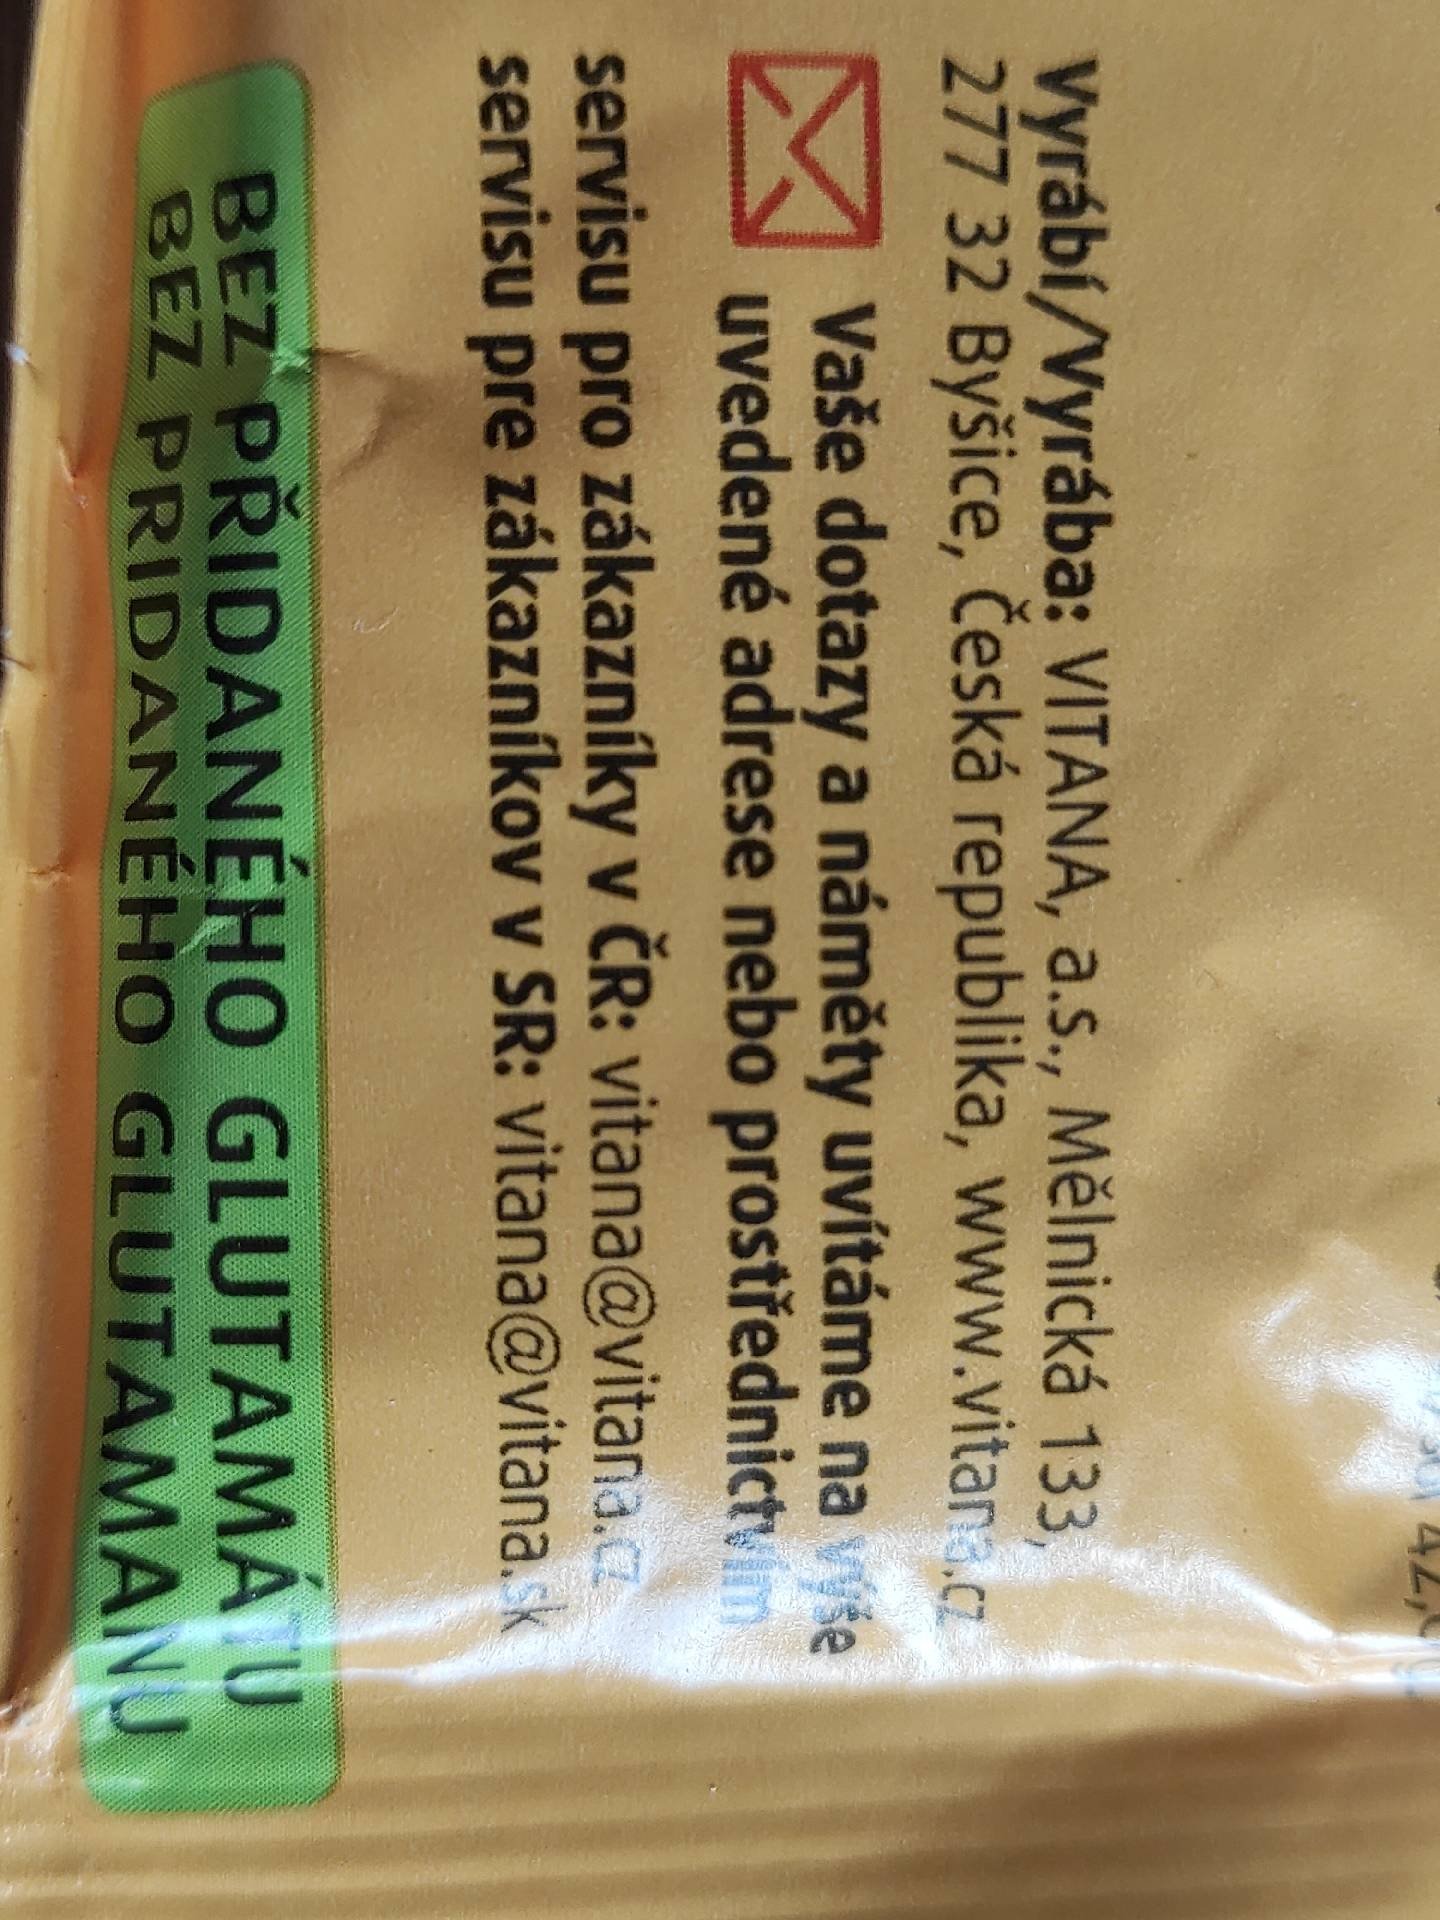 Vyrábí/Vyrába: VITANA, a.s., Mělnická 133,
277 32 Byšice, Česká republika, www.vitana.cz
Vaše dotazy a náměty uvítáme na výše
uvedené adrese nebo prostřednictvím
servisu pro zákazníky v ČR: vitana@vitana.cz
servisu pre zákazníkov v SR: vitana@vitana.sk
BEZ PŘIDANÉHO GLUTAMÁTU
BEZ PRIDANÉHO GLUTAMANU